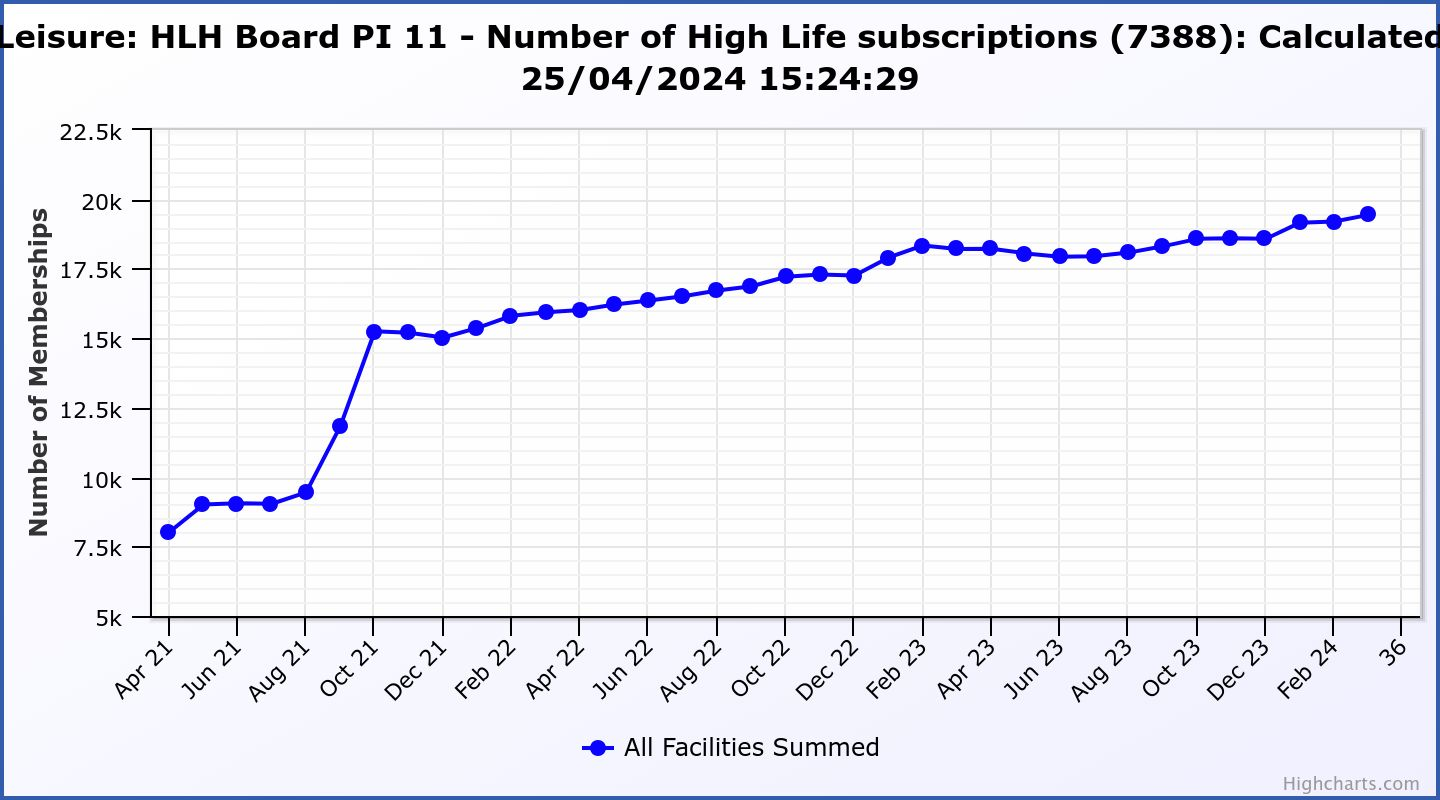 Leisure: HLH Board PI 11 - Number of High Life subscriptions (7388): Calculated
25/04/2024 15:24:29
22.5k
20k
17.5k
15k
12.5k
10k
7.5k
5k
Number of Memberships
Apr 21
Jun 21
Aug 21
Oct 21
Dec 21
Feb 22
Apr 22
Jun 22
Aug 22
Oct 22
Dec 22
Feb 23
Apr 23
Jun 23
Aug 23
Oct 23
Dec 23
Feb 24
36
All Facilities Summed
Highcharts.com